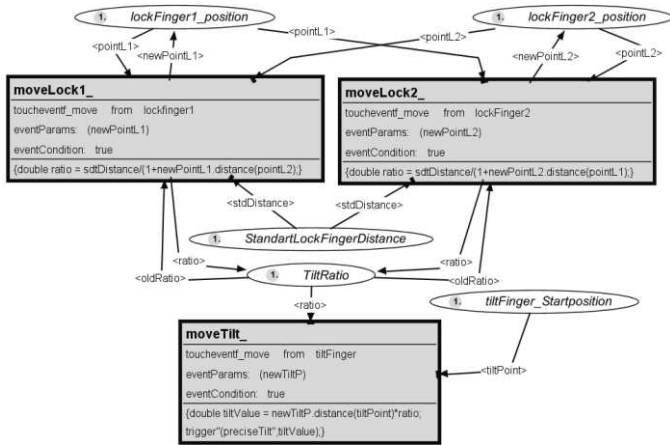 1. lockFinger1_position
1. lockFinger2_position
<pointL1>
<newPointL1>
<pointL1>
<pointL2>
<newPointL2>
<pointL2>
moveLock1_
toucheventf_move from lockfinger1
eventParams: (newPointL1)
eventCondition: true
{double ratio = sdtDistance/(1+newPointL1.distance(pointL2);}
moveLock2_
toucheventf_move from lockFinger2
eventParams: (newPointL2)
eventCondition: true
{double ratio = sdtDistance/(1+newPointL2.distance(pointL1);}
<stdDistance>
<stdDistance>
1. StandartLockFingerDistance
<ratio>
<ratio>
<oldRatio>
1. TiltRatio
<oldRatio>
<ratio>
1. tiltFinger_Startposition
moveTilt_
toucheventf_move from tiltFinger
eventParams: (newTiltP)
eventCondition: true
{double tiltValue = newTiltP.distance(tiltPoint)*ratio;
trigger"(preciseTilt",tiltValue);}
<tiltPoint>